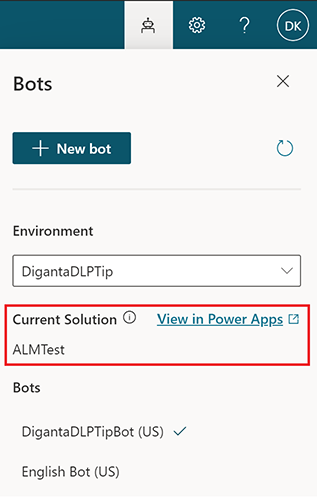 ? DK
Bots
New bot
Environment
DigantaDLPTip
Current Solution View in Power Apps
ALMTest
Bots
DigantaDLPTipBot (US)
English Bot (US)